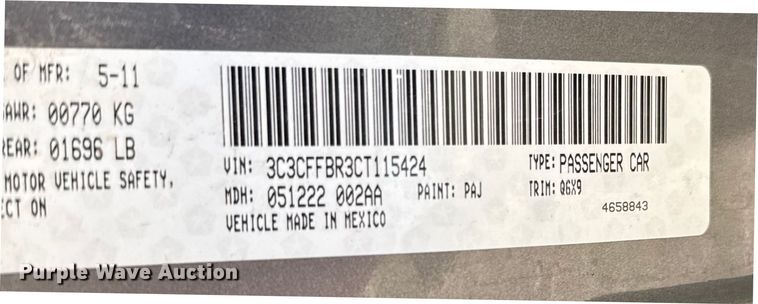 OF MFR: 5-11
AWR: 00770 KG
REAR: 01696 LB
MOTOR VEHICLE SAFETY,
ECT ON
VIN: 3C3CFFBR3CT115424
TYPE: PASSENGER CAR
MDH: 051222 002AA
PAINT: PAJ
TRIM: Q6X9
VEHICLE MADE IN MEXICO
4658843
Purple Wave Auction